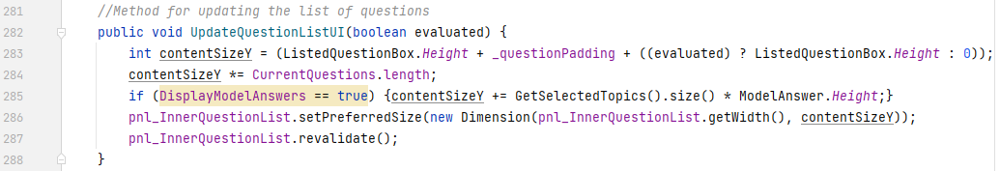 281 //Method for updating the list of questions
282 public void UpdateQuestionListUI(boolean evaluated) {
283 int contentSizeY = (ListedQuestionBox.Height + _questionPadding + ((evaluated) ? ListedQuestionBox.Height : 0));
284 contentSizeY *= CurrentQuestions.length;
285 if (DisplayModelAnswers == true) {contentSizeY += GetSelectedTopics().size() * ModelAnswer.Height;}
286 pnl_InnerQuestionList.setPreferredSize(new Dimension(pnl_InnerQuestionList.getWidth(), contentSizeY));
287 pnl_InnerQuestionList.revalidate();
288 }